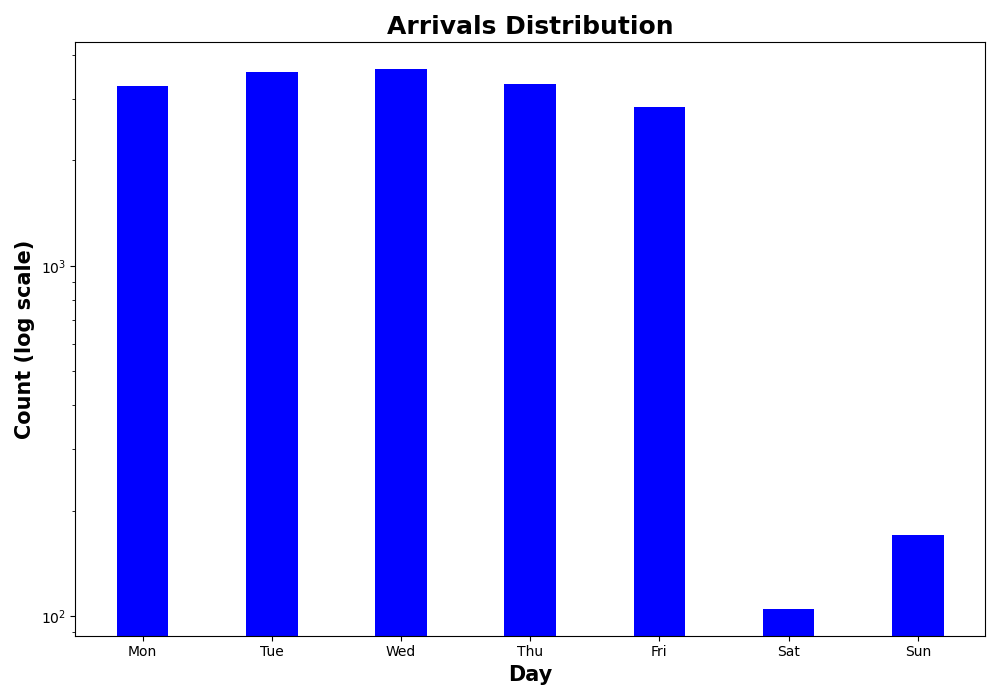 Arrivals Distribution
Count (log scale)
10³
10²
Mon Tue Wed Thu Fri Sat Sun
Day